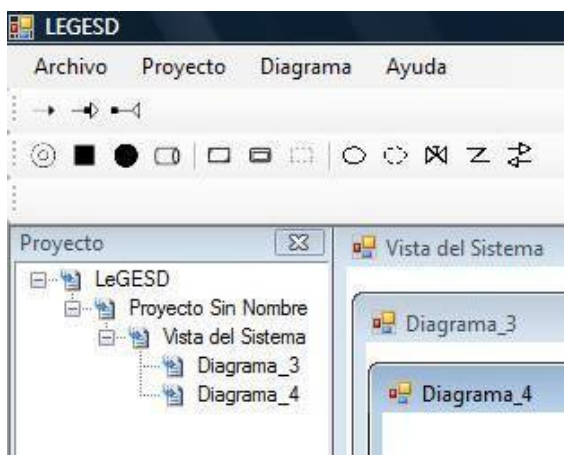 LEGESD
Archivo Proyecto Diagrama Ayuda
Proyecto
LeGESD
Proyecto Sin Nombre
Vista del Sistema
Diagrama_3
Diagrama_4
Vista del Sistema
Diagrama_3
Diagrama_4